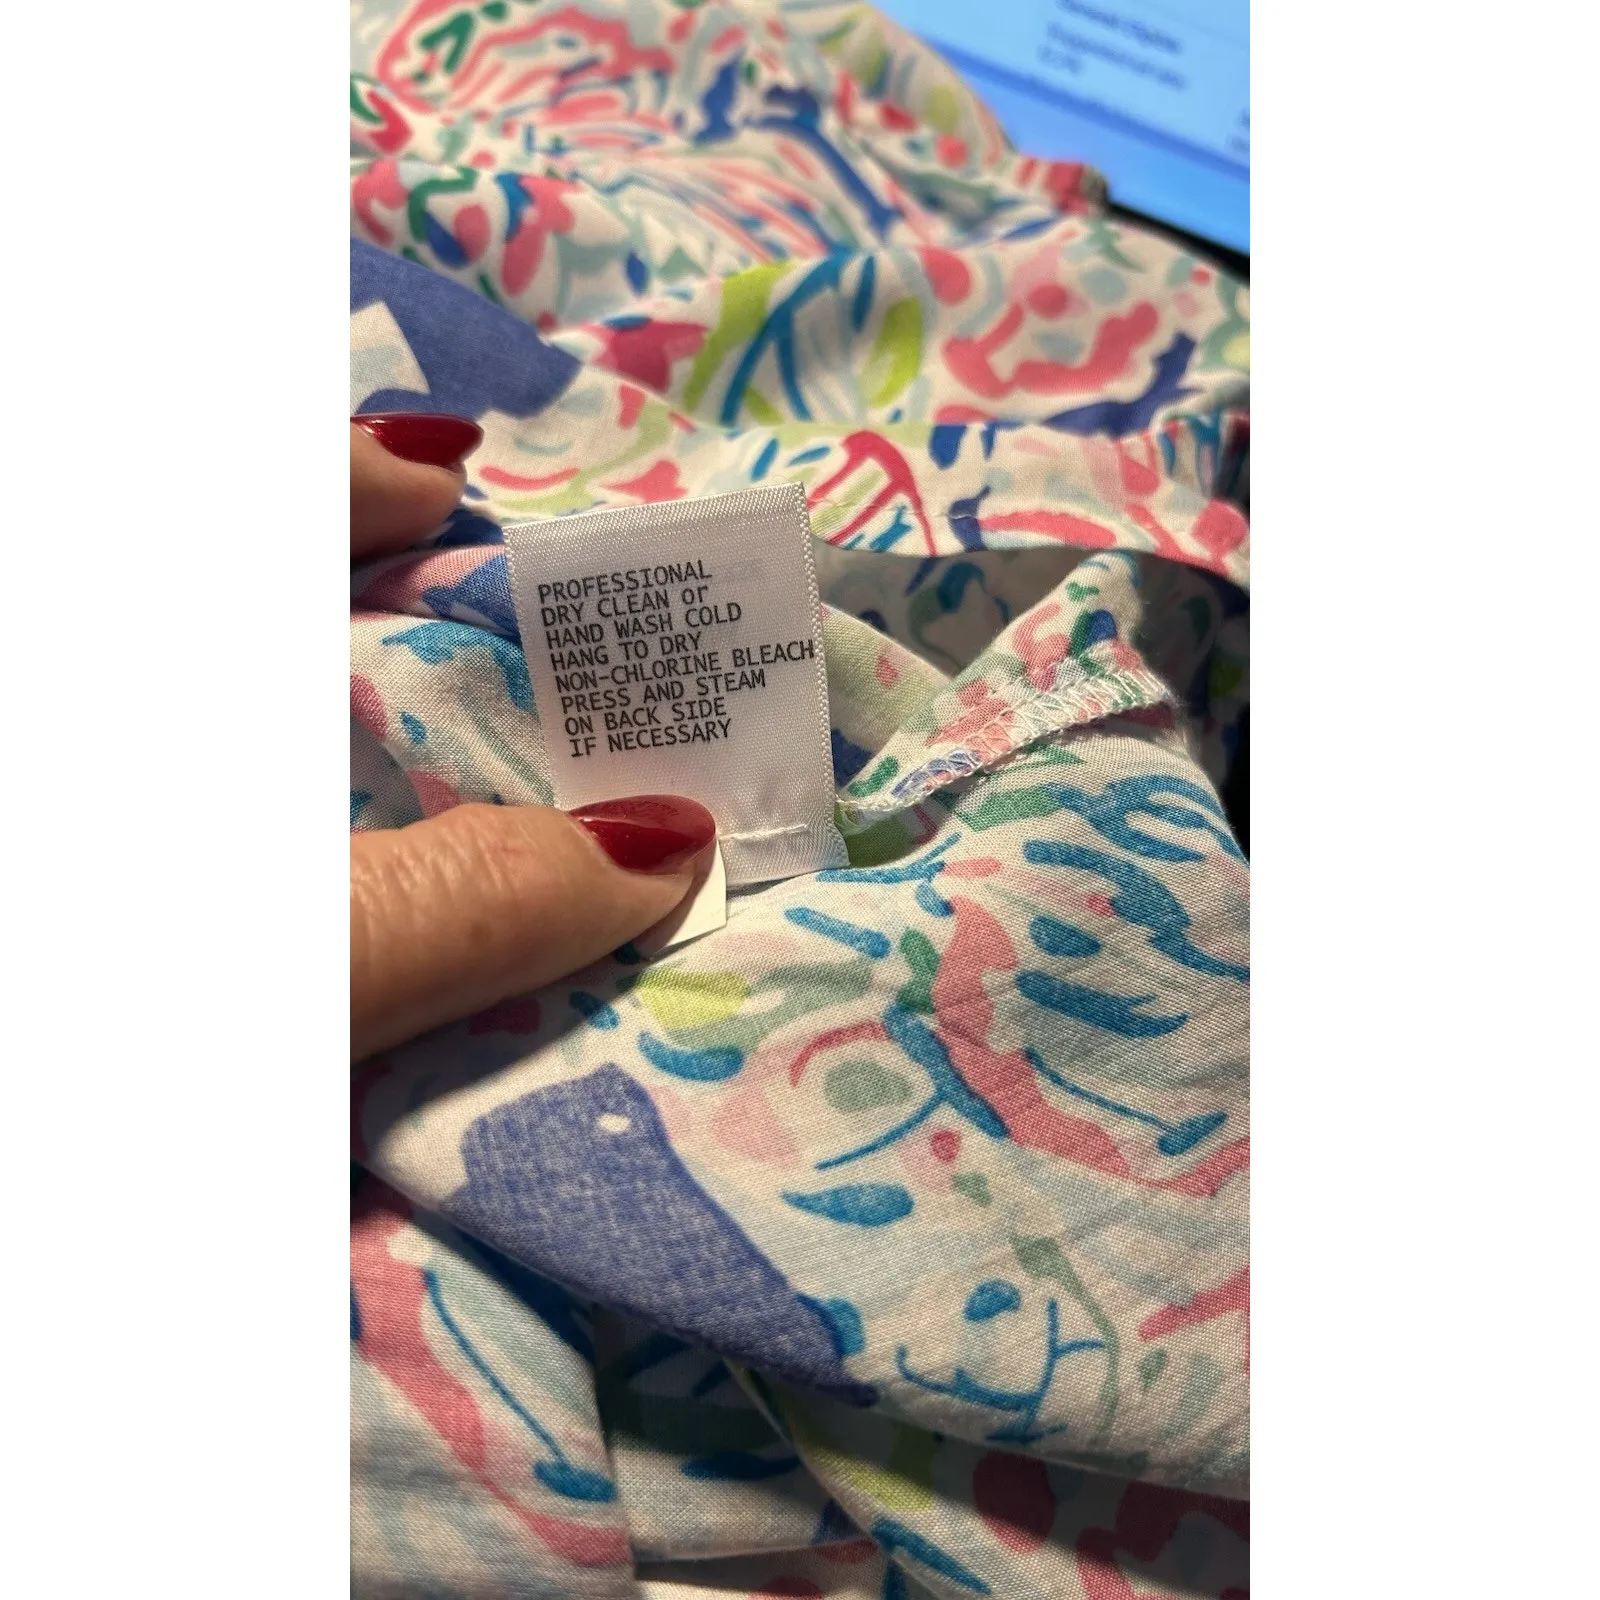 PROFESSIONAL
DRY CLEAN or
HAND WASH COLD
HANG TO DRY
NON-CHLORINE BLEACH
PRESS AND STEAM
ON BACK SIDE
IF NECESSARY